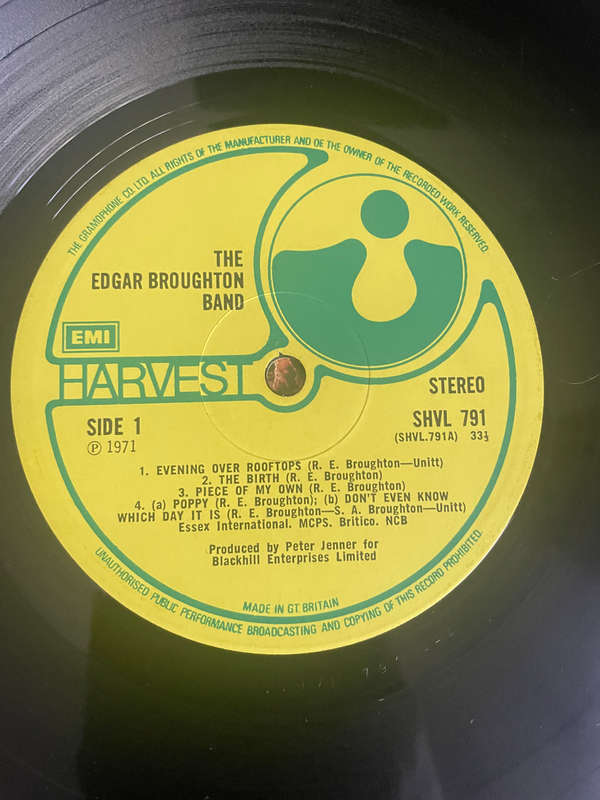 THE GRAMOPHONE CO. LTD. ALL RIGHTS OF THE MANUFACTURER AND OF THE OWNER OF THE RECORDED WORK RESERVED.
THE
EDGAR BROUGHTON
BAND
EMI
HARVEST
STEREO
SIDE 1
SHVL 791
℗ 1971
(SHVL.791A) 33⅓
1. EVENING OVER ROOFTOPS (R. E. Broughton—Unitt)
2. THE BIRTH (R. E. Broughton)
3. PIECE OF MY OWN (R. E. Broughton)
4. (a) POPPY (R. E. Broughton); (b) DON'T EVEN KNOW
WHICH DAY IT IS (R. E. Broughton—S. A. Broughton—Unitt)
Essex International. MCPS. Britico. NCB
Produced by Peter Jenner for
Blackhill Enterprises Limited
MADE IN GT. BRITAIN
UNAUTHORISED PUBLIC PERFORMANCE BROADCASTING AND COPYING OF THIS RECORD PROHIBITED.